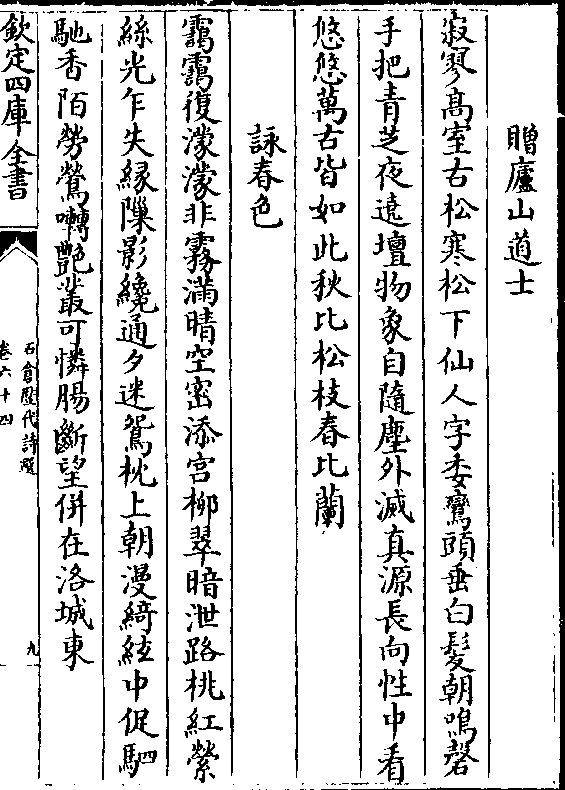 贈廬山道士
寂寥髙室古松寒松下仙人字委鸞頭垂白髮朝鳴磬
手把青芝夜遶壇物象自隨塵外滅真源長向性中看
悠悠萬古皆如此秋比松枝春比蘭
詠春色
靄靄復濛濛非霧滿晴空密添宫柳翠暗泄路桃紅縈
絲光乍失縁隟影繞通夕迷鴛枕上朝漫綺絃中促駟
馳香陌勞鶯囀艶叢可憐腸斷望併在洛城東
欽定四庫全書
石倉歴代詩選
卷六十四
九